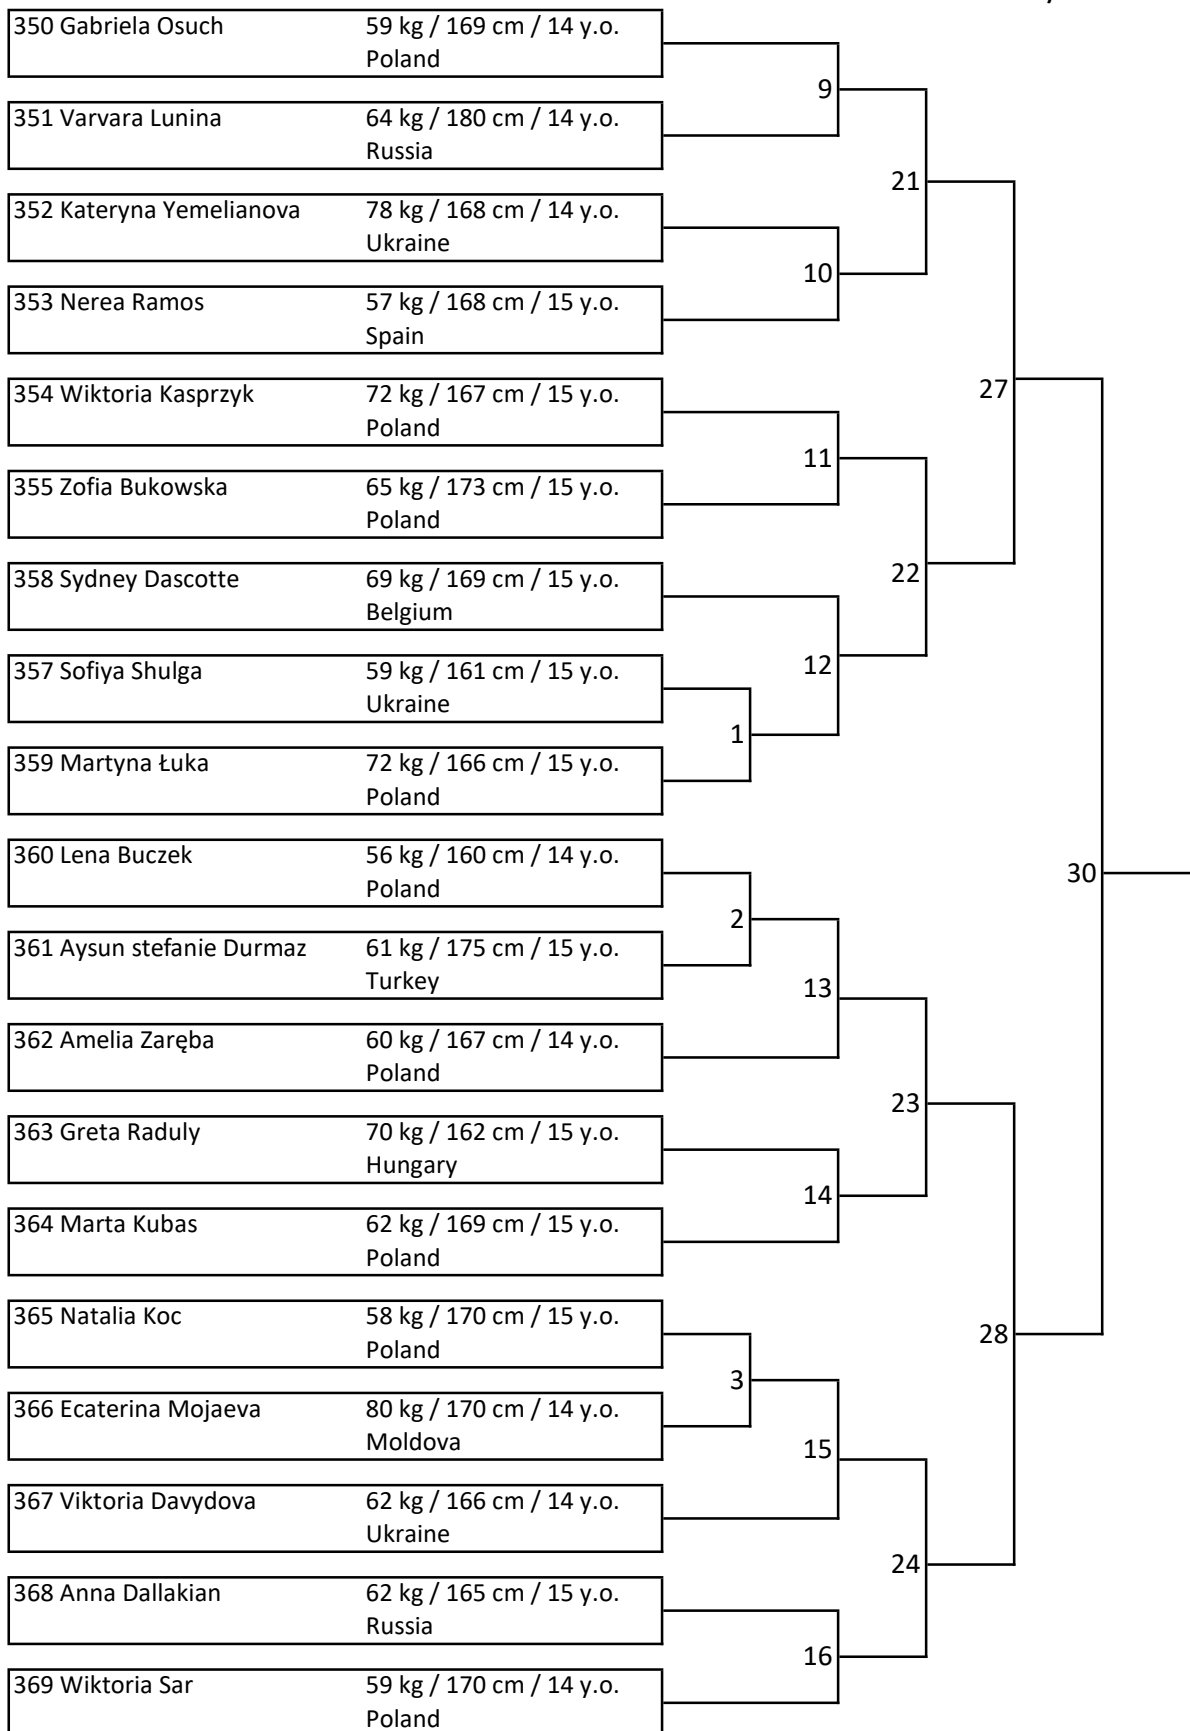 350 Gabriela Osuch 59 kg / 169 cm / 14 y.o.
Poland
9
351 Varvara Lunina 64 kg / 180 cm / 14 y.o.
Russia
21
352 Kateryna Yemelianova 78 kg / 168 cm / 14 y.o.
Ukraine
10
353 Nerea Ramos 57 kg / 168 cm / 15 y.o.
Spain
27
354 Wiktoria Kasprzyk 72 kg / 167 cm / 15 y.o.
Poland
11
355 Zofia Bukowska 65 kg / 173 cm / 15 y.o.
Poland
22
358 Sydney Dascotte 69 kg / 169 cm / 15 y.o.
Belgium
12
357 Sofiya Shulga 59 kg / 161 cm / 15 y.o.
Ukraine
1
359 Martyna Łuka 72 kg / 166 cm / 15 y.o.
Poland
360 Lena Buczek 56 kg / 160 cm / 14 y.o.
Poland
30
2
361 Aysun stefanie Durmaz 61 kg / 175 cm / 15 y.o.
Turkey
13
362 Amelia Zaręba 60 kg / 167 cm / 14 y.o.
Poland
23
363 Greta Raduly 70 kg / 162 cm / 15 y.o.
Hungary
14
364 Marta Kubas 62 kg / 169 cm / 15 y.o.
Poland
365 Natalia Koc 58 kg / 170 cm / 15 y.o.
Poland
28
3
366 Ecaterina Mojaeva 80 kg / 170 cm / 14 y.o.
Moldova
15
367 Viktoria Davydova 62 kg / 166 cm / 14 y.o.
Ukraine
24
368 Anna Dallakian 62 kg / 165 cm / 15 y.o.
Russia
16
369 Wiktoria Sar 59 kg / 170 cm / 14 y.o.
Poland